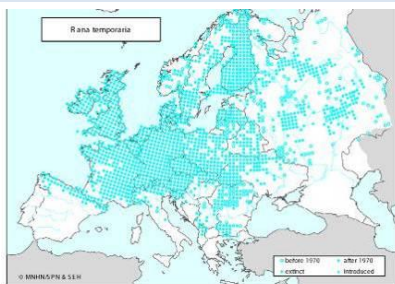 Rana temporaria
before 1970 after 1970
extinct introduced
© MNHN/SPN & SEH